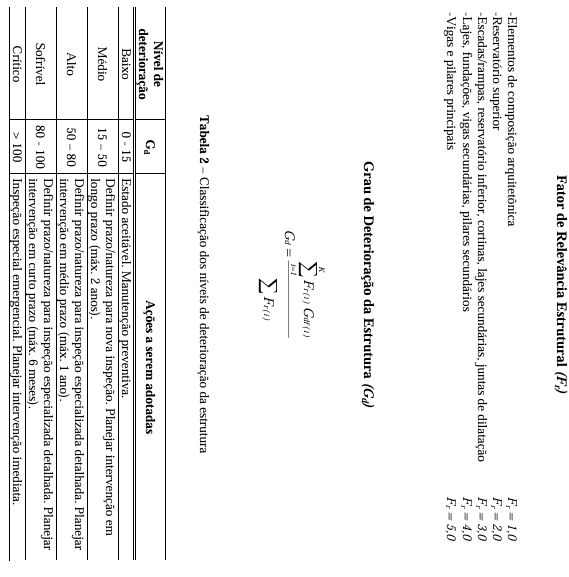 Fator de Relevância Estrutural (Fr)
-Elementos de composição arquitetônica Fr = 1,0
-Reservatório superior Fr = 2,0
-Escadas/rampas, reservatório inferior, cortinas, lajes secundárias, juntas de dilatação Fr = 3,0
-Lajes, fundações, vigas secundárias, pilares secundários Fr = 4,0
-Vigas e pilares principais Fr = 5,0
Grau de Deterioração da Estrutura (Gd)
K
∑ Fr(i) Gdf(i)
i=1
Gd =
∑ Fr(i)
Tabela 2 – Classificação dos níveis de deterioração da estrutura
Nível de
deterioração Gd Ações a serem adotadas
Baixo 0 - 15 Estado aceitável. Manutenção preventiva.
Médio 15 – 50 Definir prazo/natureza para nova inspeção. Planejar intervenção em
longo prazo (máx. 2 anos).
Alto 50 – 80 Definir prazo/natureza para inspeção especializada detalhada. Planejar
intervenção em médio prazo (máx. 1 ano).
Sofrível 80 - 100 Definir prazo/natureza para inspeção especializada detalhada. Planejar
intervenção em curto prazo (máx. 6 meses).
Crítico > 100 Inspeção especial emergencial. Planejar intervenção imediata.